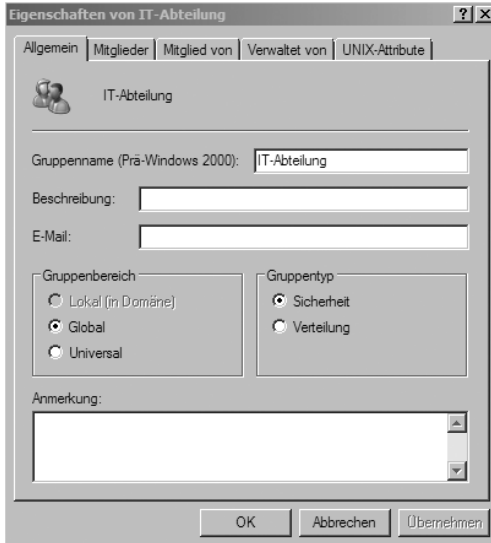 Eigenschaften von IT-Abteilung
Allgemein Mitglieder Mitglied von Verwaltet von UNIX-Attribute
IT-Abteilung
Gruppenname (Prä-Windows 2000): IT-Abteilung
Beschreibung:
E-Mail:
Gruppenbereich Gruppentyp
Lokal (in Domäne) Sicherheit
Global Verteilung
Universal
Anmerkung:
OK Abbrechen Übernehmen